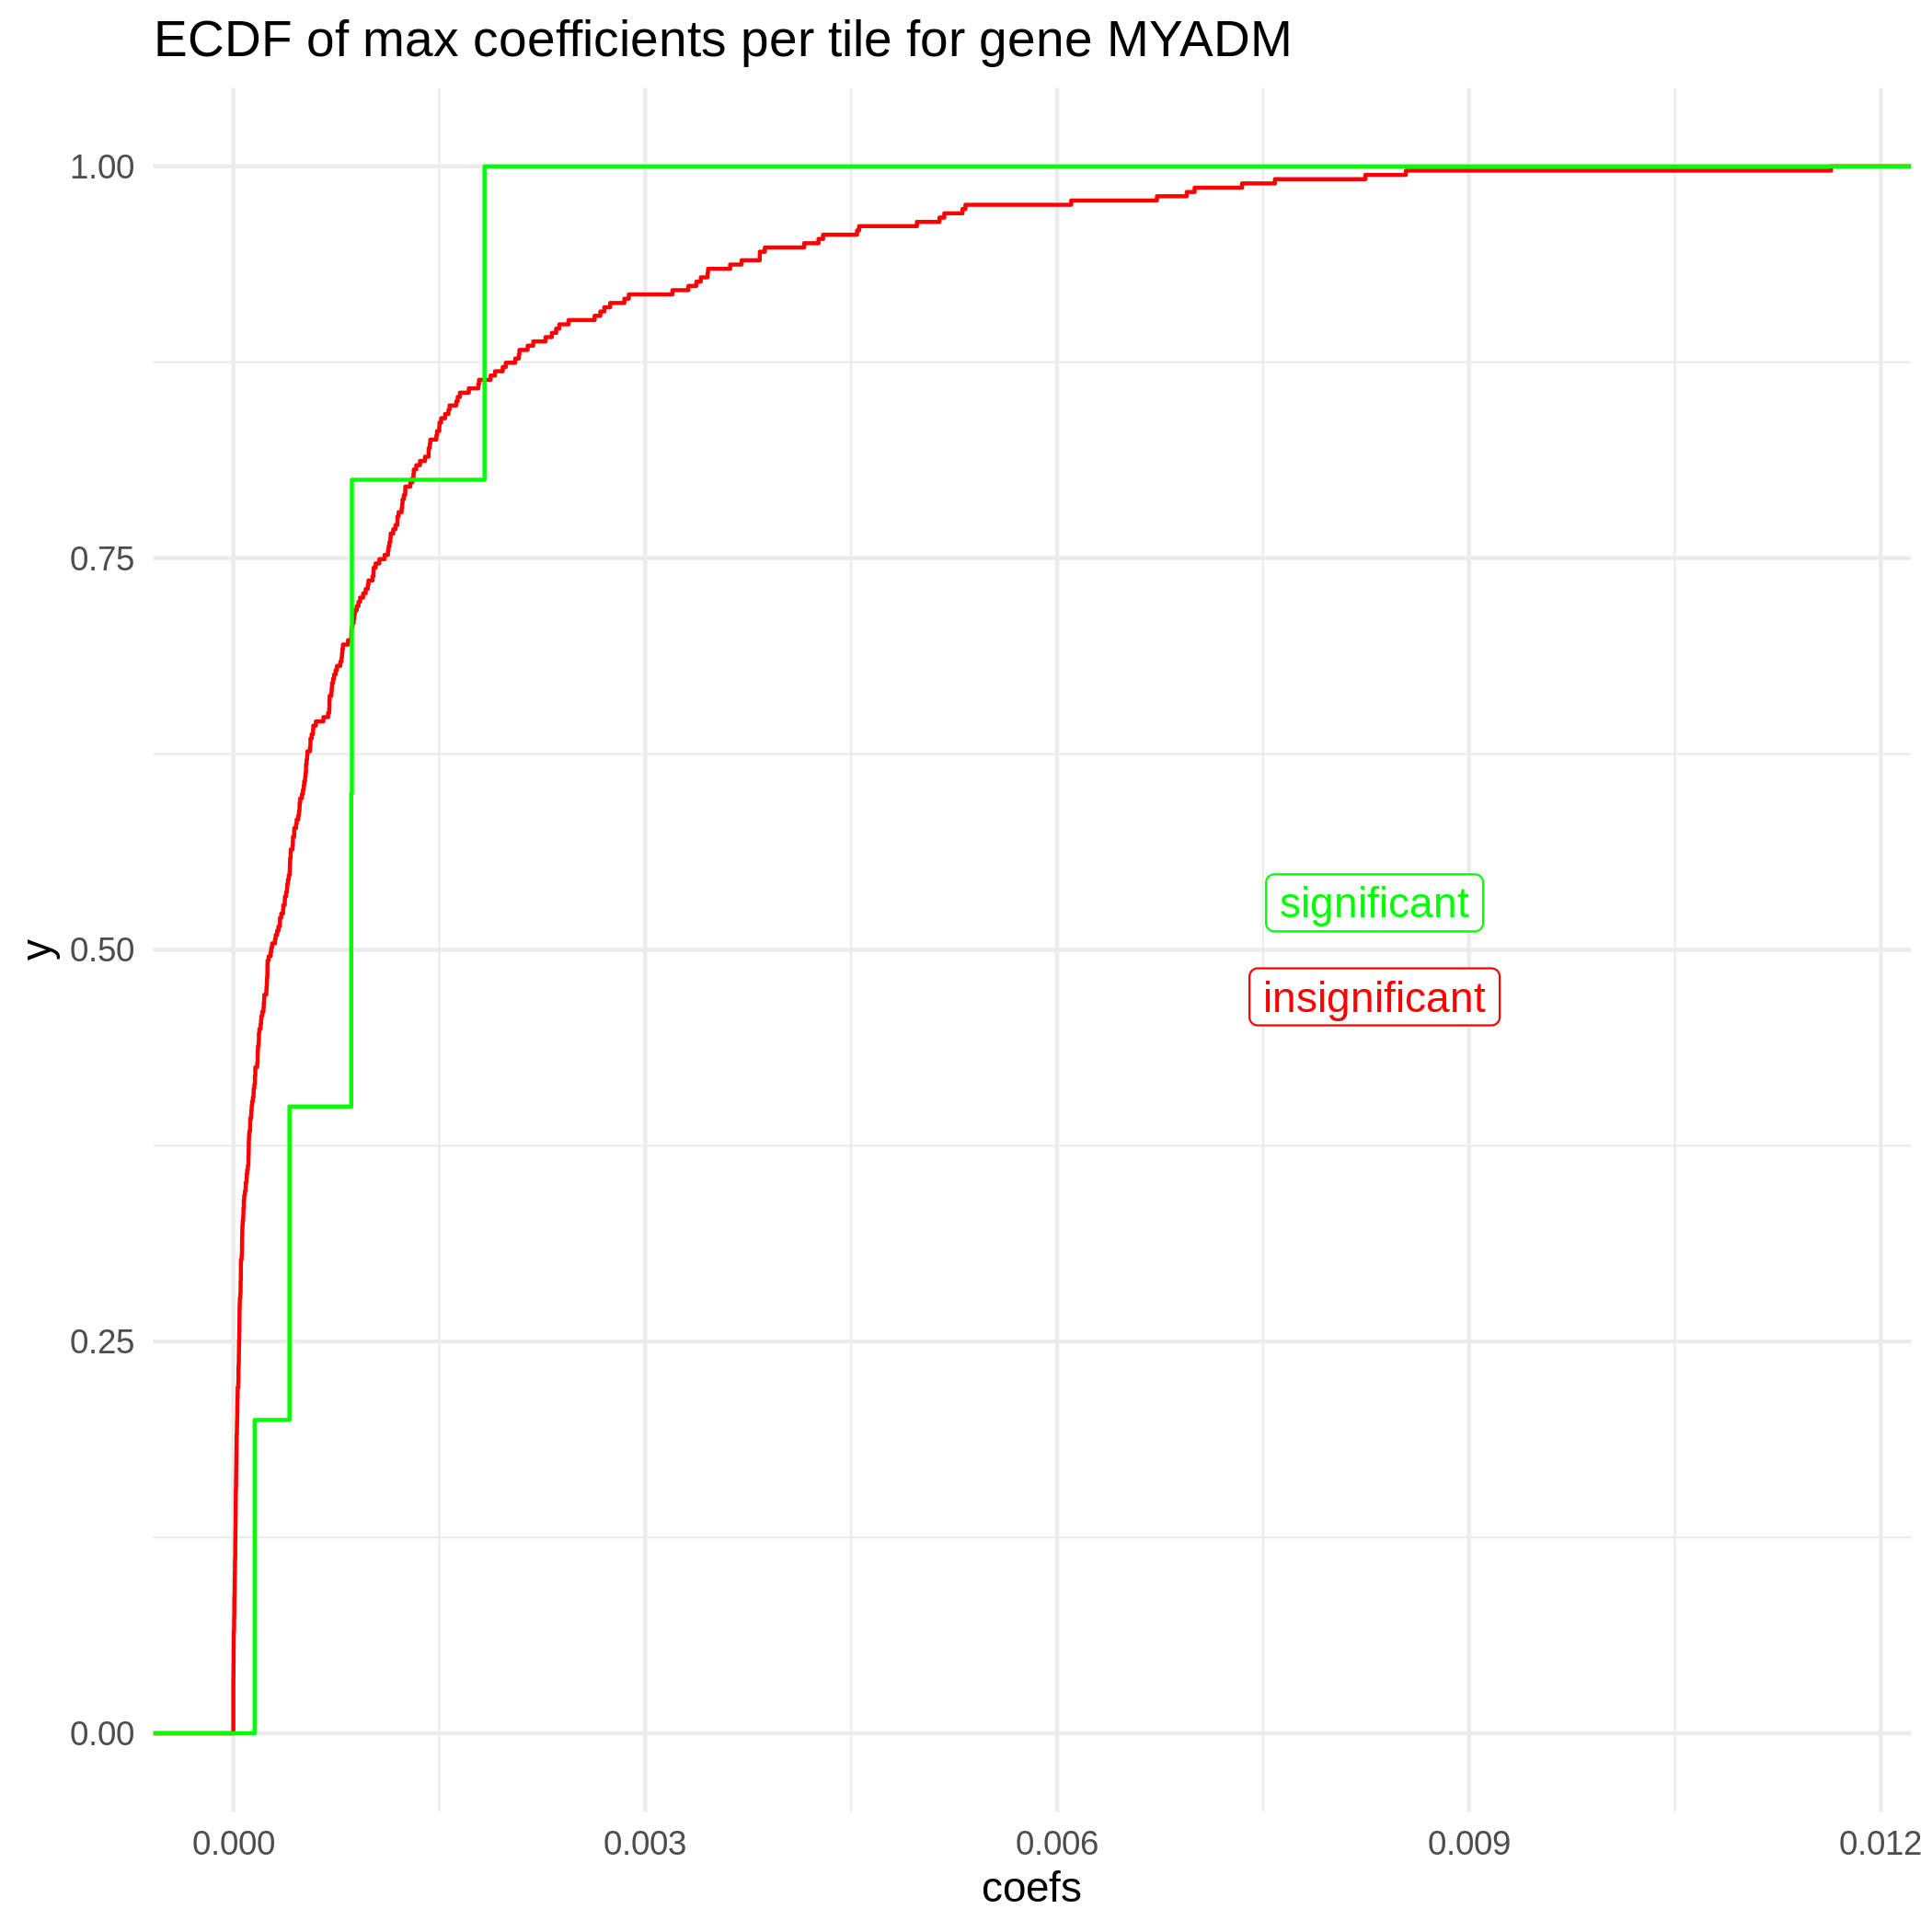 ECDF of max coefficients per tile for gene MYADM
1.00
0.75
0.50
0.25
0.00
y
significant
insignificant
0.000
0.003
0.006
0.009
0.012
coefs